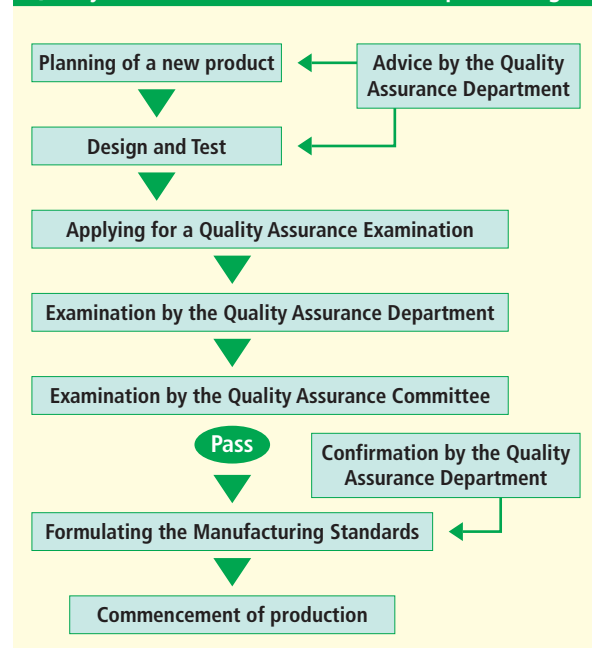 Planning of a new product
Advice by the Quality
Assurance Department
Design and Test
Applying for a Quality Assurance Examination
Examination by the Quality Assurance Department
Examination by the Quality Assurance Committee
Pass
Confirmation by the Quality
Assurance Department
Formulating the Manufacturing Standards
Commencement of production